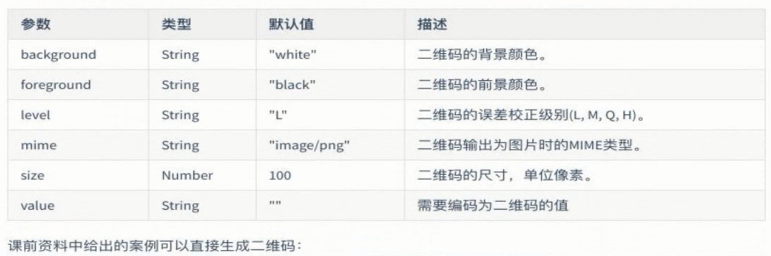 参数 类型 默认值 描述
background String "white" 二维码的背景颜色。
foreground String "black" 二维码的前景颜色。
level String "L" 二维码的误差校正级别(L, M, Q, H)。
mime String "image/png" 二维码输出为图片时的MIME类型。
size Number 100 二维码的尺寸，单位像素。
value String "" 需要编码为二维码的值
课前资料中给出的案例可以直接生成二维码：